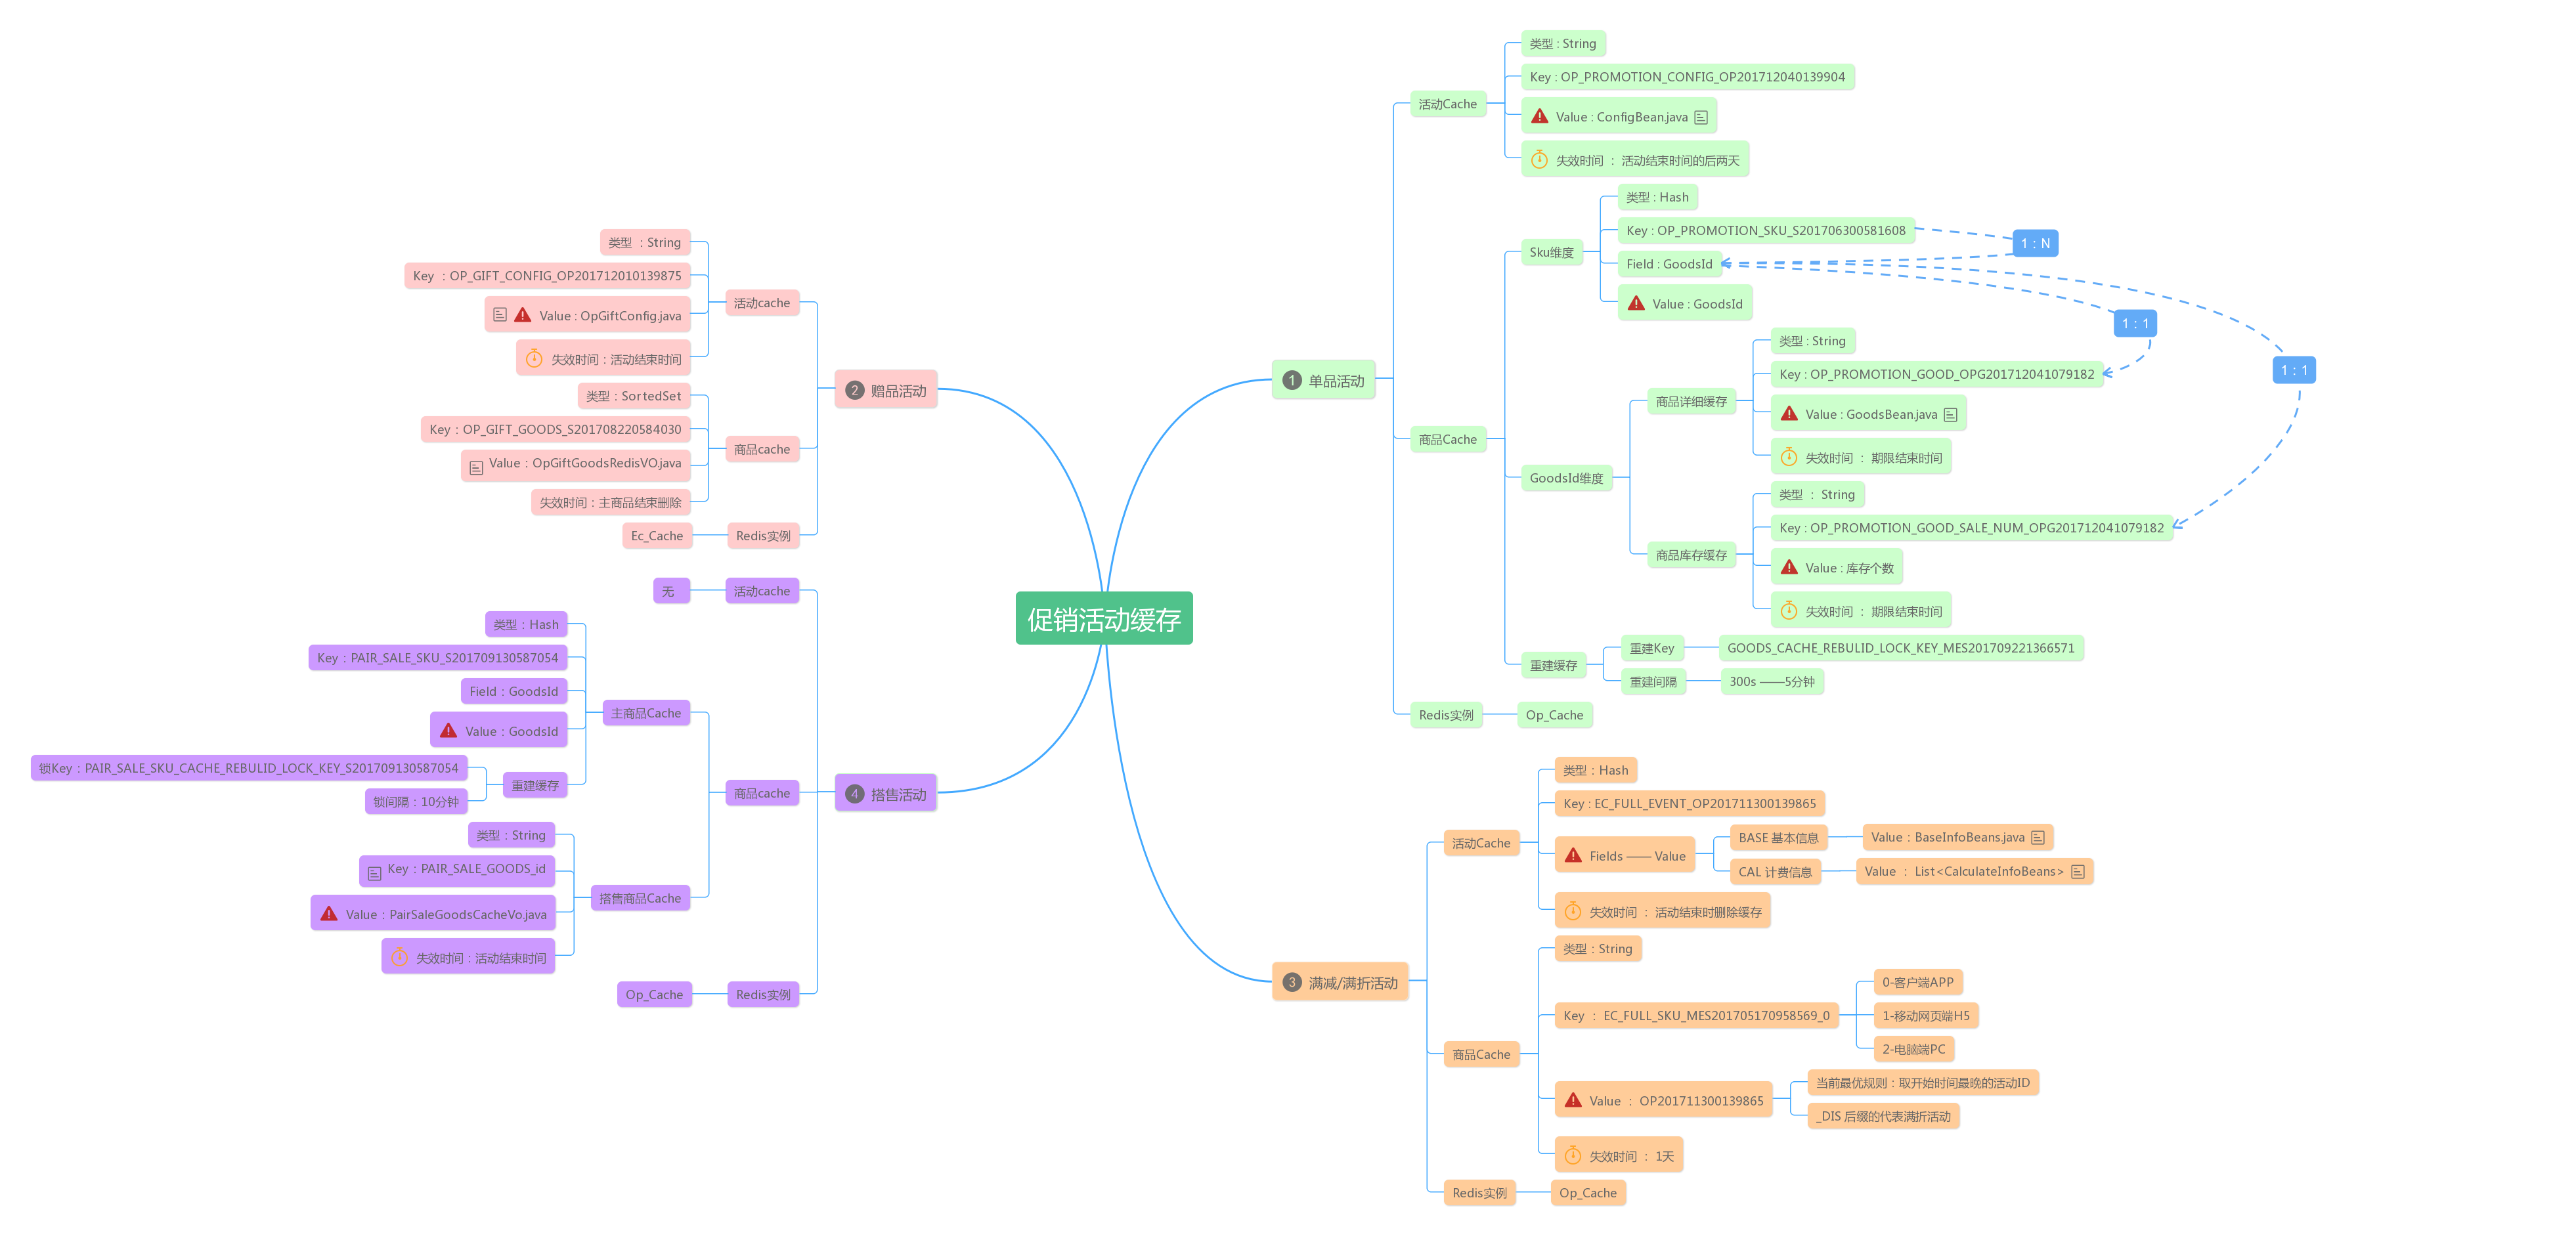 促销活动缓存
1 单品活动
活动Cache
类型 : String
Key : OP_PROMOTION_CONFIG_OP201712040139904
Value : ConfigBean.java
失效时间 ： 活动结束时间的后两天
商品Cache
Sku维度
类型 : Hash
Key : OP_PROMOTION_SKU_S201706300581608
Field : GoodsId
Value : GoodsId
1 : N
1 : 1
1 : 1
GoodsId维度
商品详细缓存
类型 : String
Key : OP_PROMOTION_GOOD_OPG201712041079182
Value : GoodsBean.java
失效时间 ： 期限结束时间
商品库存缓存
类型 ： String
Key : OP_PROMOTION_GOOD_SALE_NUM_OPG201712041079182
Value : 库存个数
失效时间 ： 期限结束时间
重建缓存
重建Key
GOODS_CACHE_REBULID_LOCK_KEY_MES201709221366571
重建间隔
300s ——5分钟
Redis实例
Op_Cache
2 赠品活动
活动cache
类型 ：String
Key ：OP_GIFT_CONFIG_OP201712010139875
Value : OpGiftConfig.java
失效时间：活动结束时间
商品cache
类型：SortedSet
Key：OP_GIFT_GOODS_S201708220584030
Value：OpGiftGoodsRedisVO.java
失效时间：主商品结束删除
Redis实例
Ec_Cache
3 满减/满折活动
活动Cache
类型：Hash
Key : EC_FULL_EVENT_OP201711300139865
Fields —— Value
BASE 基本信息
Value：BaseInfoBeans.java
CAL 计费信息
Value ： List<CalculateInfoBeans>
失效时间 ： 活动结束时删除缓存
商品Cache
类型：String
Key ： EC_FULL_SKU_MES201705170958569_0
0-客户端APP
1-移动网页端H5
2-电脑端PC
Value ： OP201711300139865
当前最优规则：取开始时间最晚的活动ID
_DIS 后缀的代表满折活动
失效时间 ： 1天
Redis实例
Op_Cache
4 搭售活动
活动cache
无
商品cache
主商品Cache
类型：Hash
Key：PAIR_SALE_SKU_S201709130587054
Field：GoodsId
Value：GoodsId
重建缓存
锁Key：PAIR_SALE_SKU_CACHE_REBULID_LOCK_KEY_S201709130587054
锁间隔：10分钟
搭售商品Cache
类型：String
Key：PAIR_SALE_GOODS_id
Value：PairSaleGoodsCacheVo.java
失效时间：活动结束时间
Redis实例
Op_Cache